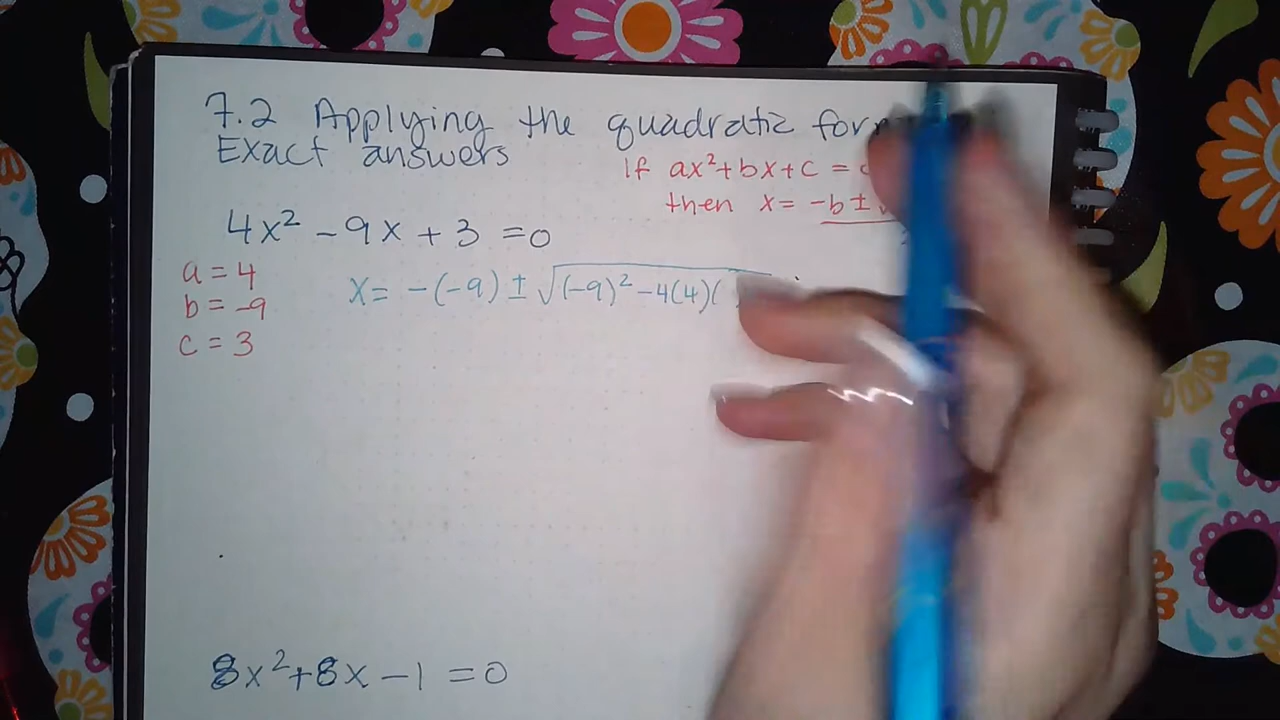 7.2 Applying the quadratic
Exact answers
If ax²+bx+c =
then x = -b ±
4x² - 9x + 3 = 0
a = 4
b = -9
c = 3
x = -(-9) ± √(-9)² - 4(4)(
8x² + 8x - 1 = 0